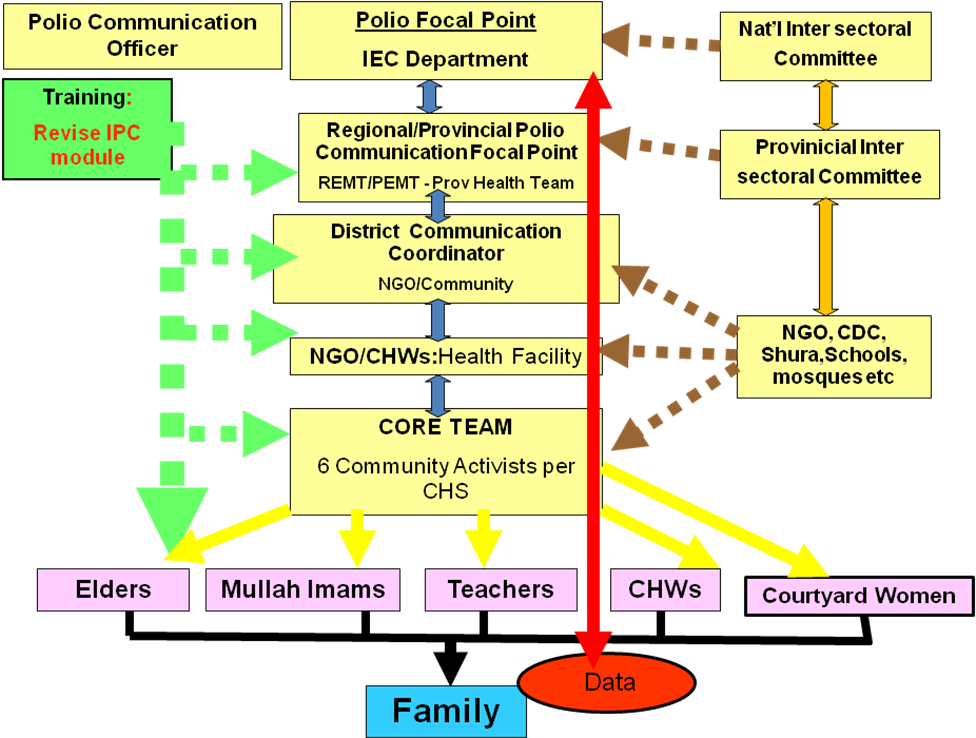 Polio Communication
Officer
Polio Focal Point
IEC Department
Nat'l Inter sectoral
Committee
Training:
Revise IPC
module
Regional/Provincial Polio
Communication Focal Point
REMT/PEMT - Prov Health Team
Provinicial Inter
sectoral Committee
District Communication
Coordinator
NGO/Community
NGO/CHWs:Health Facility
NGO, CDC,
Shura,Schools,
mosques etc
CORE TEAM
6 Community Activists per
CHS
Elders
Mullah Imams
Teachers
CHWs
Courtyard Women
Data
Family